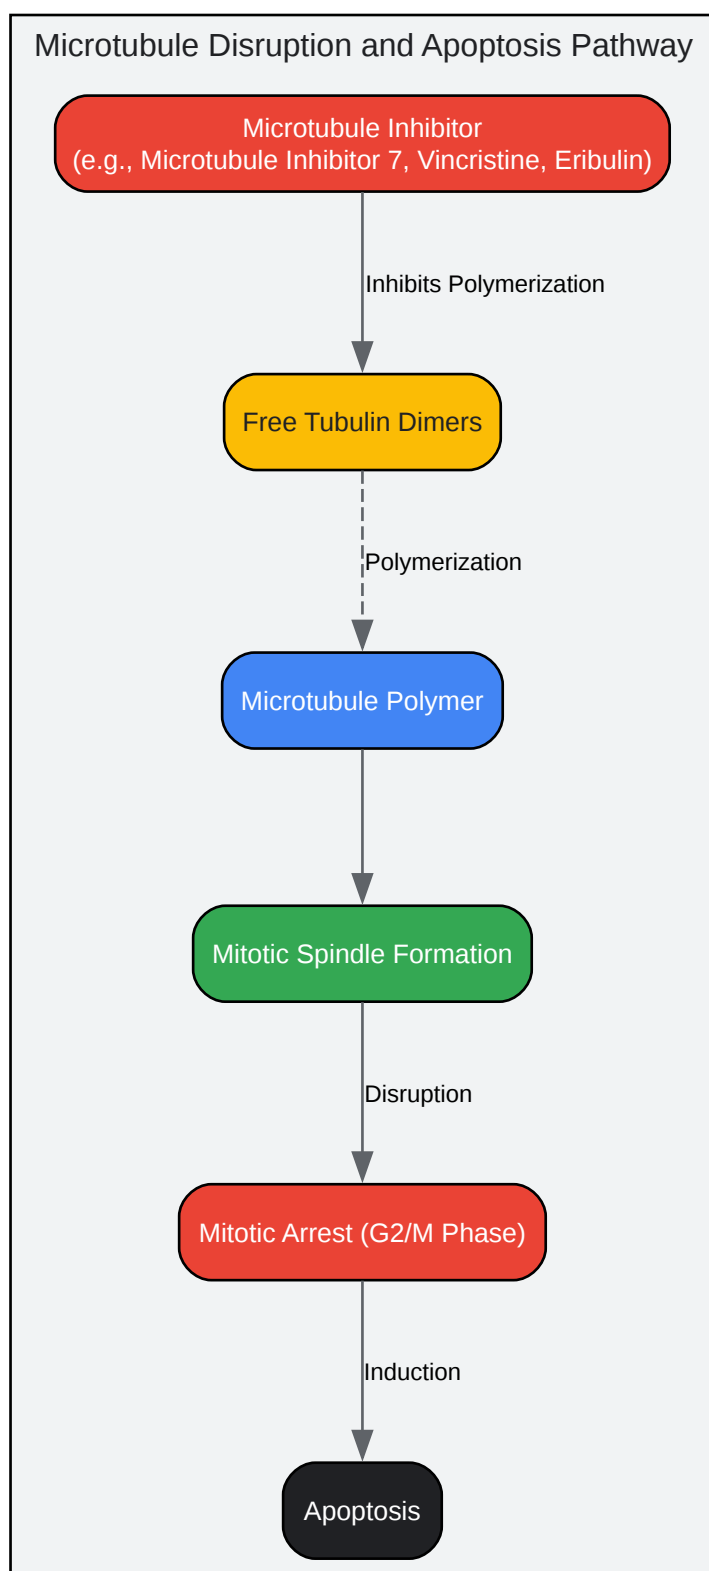 Microtubule Disruption and Apoptosis Pathway
Microtubule Inhibitor
(e.g., Microtubule Inhibitor 7, Vincristine, Eribulin)
Inhibits Polymerization
Free Tubulin Dimers
Polymerization
Microtubule Polymer
Mitotic Spindle Formation
Disruption
Mitotic Arrest (G2/M Phase)
Induction
Apoptosis